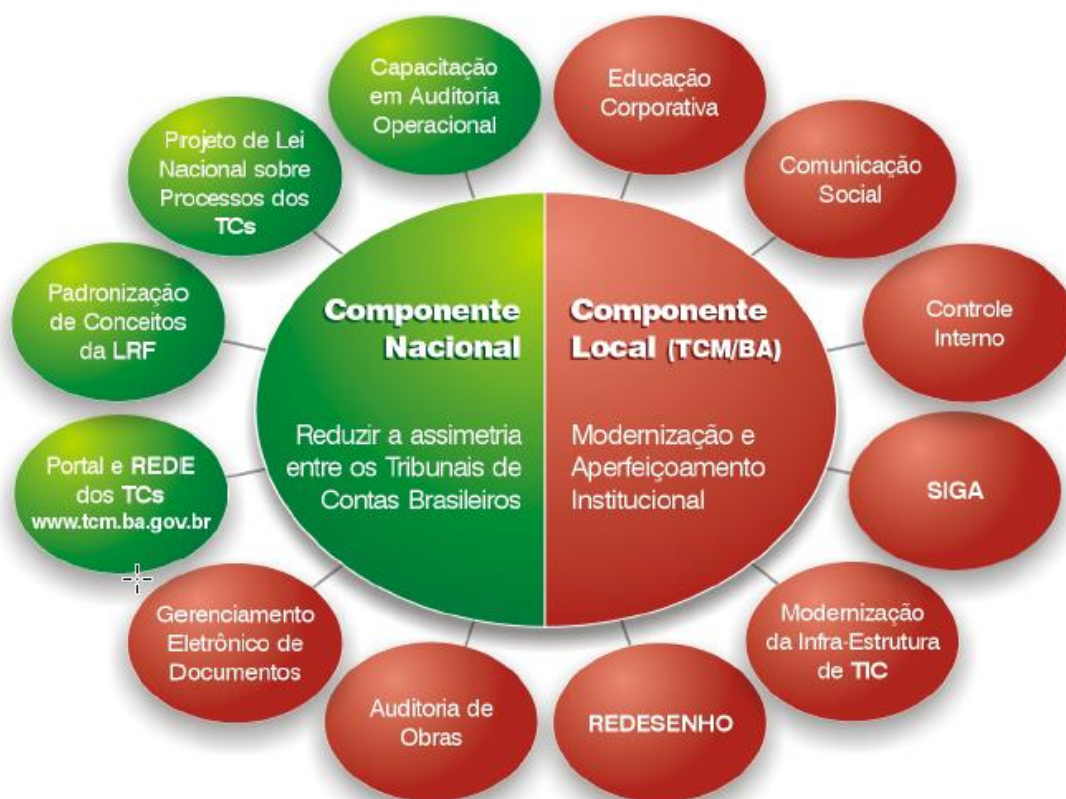 Capacitação
em Auditoria
Operacional
Educação
Corporativa
Projeto de Lei
Nacional sobre
Processos dos
TCs
Comunicação
Social
Padronização
de Conceitos
da LRF
Componente
Nacional
Reduzir a assimetria
entre os Tribunais de
Contas Brasileiros
Componente
Local (TCM/BA)
Modernização e
Aperfeiçoamento
Institucional
Controle
Interno
Portal e REDE
dos TCs
www.tcm.ba.gov.br
SIGA
Gerenciamento
Eletrônico de
Documentos
Modernização
da Infra-Estrutura
de TIC
Auditoria de
Obras
REDESENHO